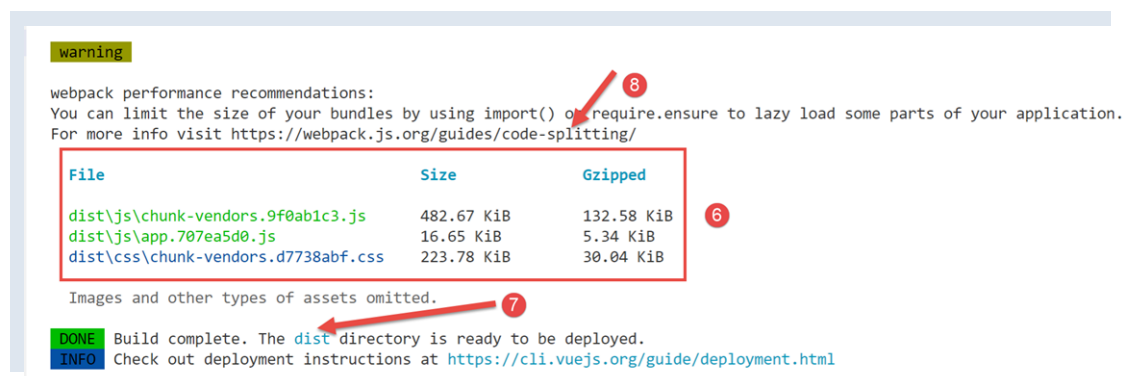 warning
8
webpack performance recommendations:
You can limit the size of your bundles by using import() or require.ensure to lazy load some parts of your application.
For more info visit https://webpack.js.org/guides/code-splitting/
File Size Gzipped
dist\js\chunk-vendors.9f0ab1c3.js 482.67 KiB 132.58 KiB
6
dist\js\app.707ea5d0.js 16.65 KiB 5.34 KiB
dist\css\chunk-vendors.d7738abf.css 223.78 KiB 30.04 KiB
Images and other types of assets omitted.
7
DONE Build complete. The dist directory is ready to be deployed.
INFO Check out deployment instructions at https://cli.vuejs.org/guide/deployment.html